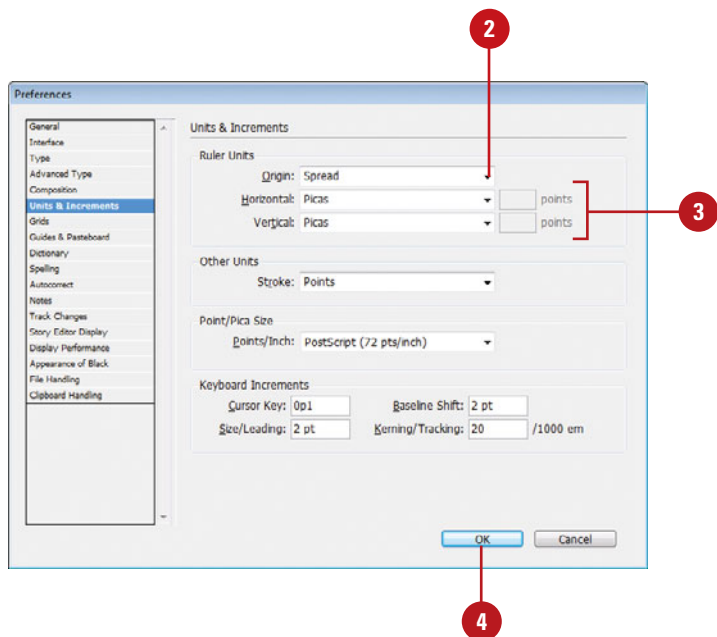 2
Preferences
General
Interface
Type
Advanced Type
Composition
Units & Increments
Grids
Guides & Pasteboard
Dictionary
Spelling
Autocorrect
Notes
Track Changes
Story Editor Display
Display Performance
Appearance of Black
File Handling
Clipboard Handling
Units & Increments
Ruler Units
Origin: Spread
Horizontal: Picas points
Vertical: Picas points
3
Other Units
Stroke: Points
Point/Pica Size
Points/Inch: PostScript (72 pts/inch)
Keyboard Increments
Cursor Key: 0p1 Baseline Shift: 2 pt
Size/Leading: 2 pt Kerning/Tracking: 20 /1000 em
OK Cancel
4